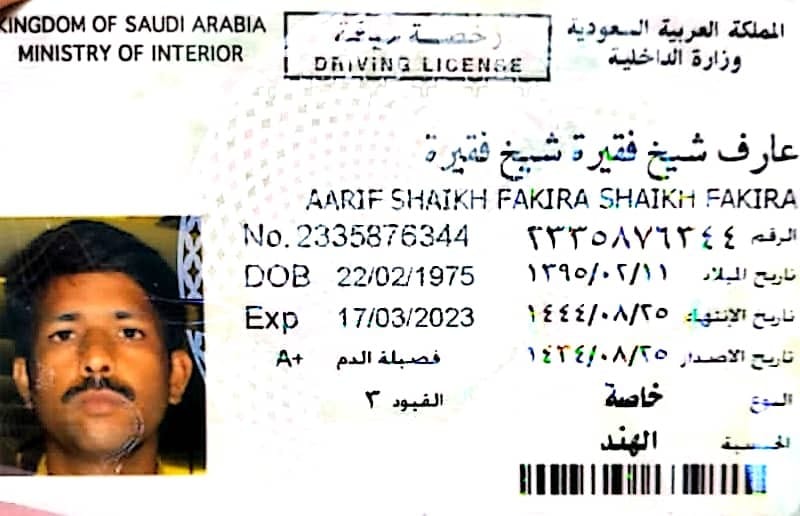 KINGDOM OF SAUDI ARABIA
MINISTRY OF INTERIOR
رخصة سياقة
DRIVING LICENSE
المملكة العربية السعودية
وزارة الداخلية
عارف شيخ فقيرة شيخ فقيرة
AARIF SHAIKH FAKIRA SHAIKH FAKIRA
No. 2335876344 الرقم ٢٣٣٥٨٧٦٣٤٤
DOB 22/02/1975 تاريخ الميلاد ١٣٩٥/٠٢/١١
Exp 17/03/2023 تاريخ الإنتهاء ١٤٤٤/٠٨/٢٥
A+ فصيلة الدم تاريخ الاصدار ١٤٣٤/٠٨/٢٥
القيود ٣ النوع خاصة
الجنسية الهند